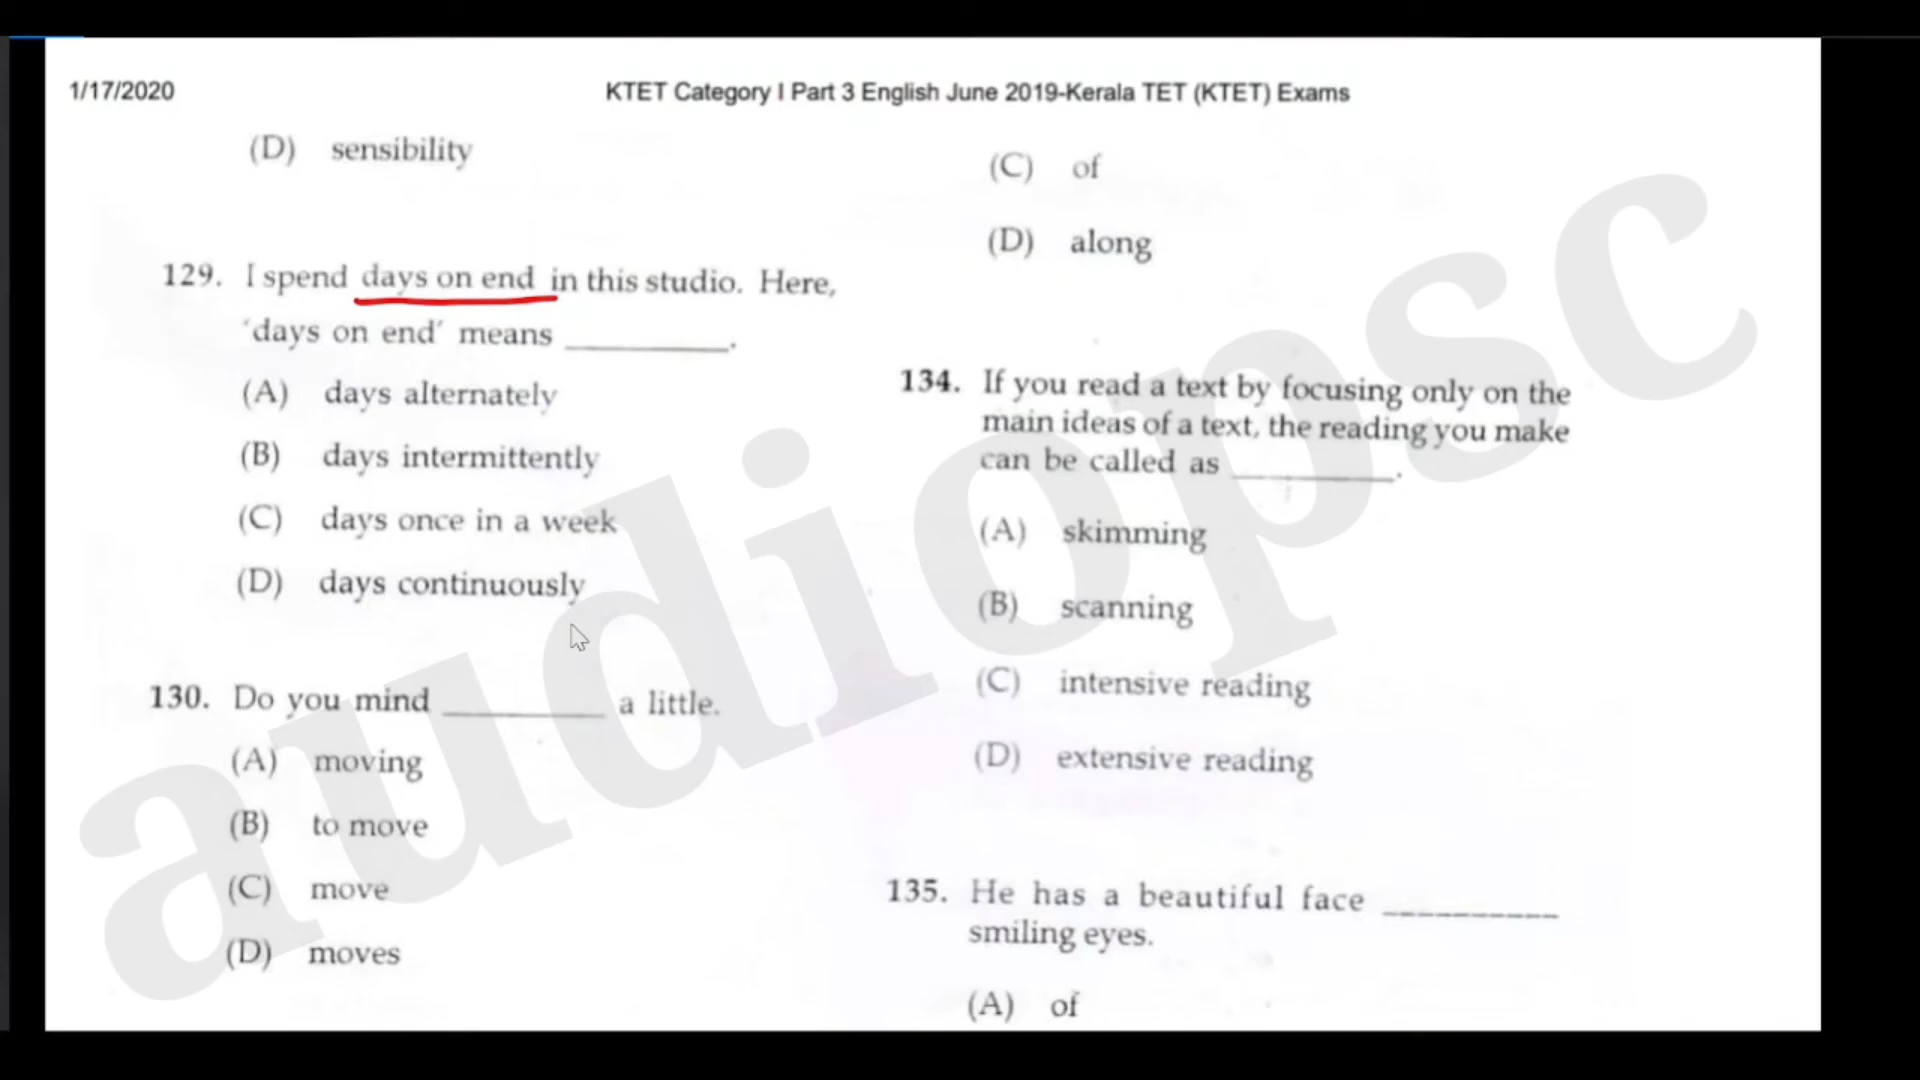 1/17/2020
KTET Category I Part 3 English June 2019-Kerala TET (KTET) Exams
(D) sensibility
129. I spend days on end in this studio. Here,
'days on end' means __________.
(A) days alternately
(B) days intermittently
(C) days once in a week
(D) days continuously
130. Do you mind __________ a little.
(A) moving
(B) to move
(C) move
(D) moves
(C) of
(D) along
134. If you read a text by focusing only on the
main ideas of a text, the reading you make
can be called as __________.
(A) skimming
(B) scanning
(C) intensive reading
(D) extensive reading
135. He has a beautiful face __________
smiling eyes.
(A) of
audiopsc